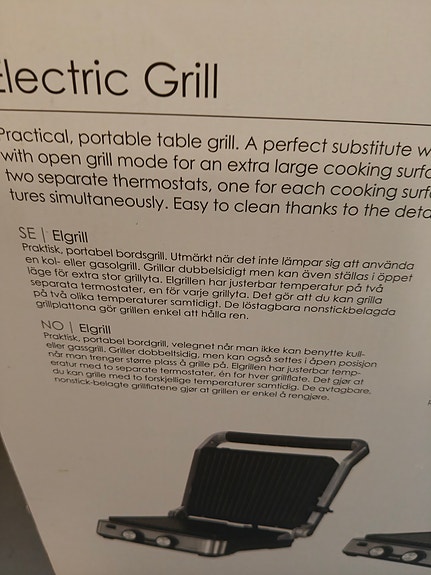 Electric Grill
Practical, portable table grill. A perfect substitute
with open grill mode for an extra large cooking
two separate thermostats, one for each cooking
tures simultaneously. Easy to clean thanks to the
SE | Elgrill
Praktisk, portabel bordsgrill. Utmärkt när det inte lämpar sig att använda
en kol- eller gasolgrill. Grillar dubbelsidigt men kan även ställas i öppet
läge för extra stor grillyta. Elgrillen har justerbar temperatur på två
separata termostater, en för varje grillyta. Det gör att du kan grilla
på två olika temperaturer samtidigt. De löstagbara nonstickbelagda
grillplattona gör grillen enkel att hålla ren.
NO | Elgrill
Praktisk, portabel bordgrill, velegnet når man ikke kan benytte kull-
eller gassgrill. Griller dobbeltsidig, men kan også settes i åpen posisjon
når man trenger større plass å grille på. Elgrillen har justerbar temp-
eratur med to separate termostater, én for hver grillflate. Det gjør at
du kan grille med to forskjellige temperaturer samtidig. De avtagbare,
nonstick-belagte grillflatene gjør at grillen er enkel å rengjøre.